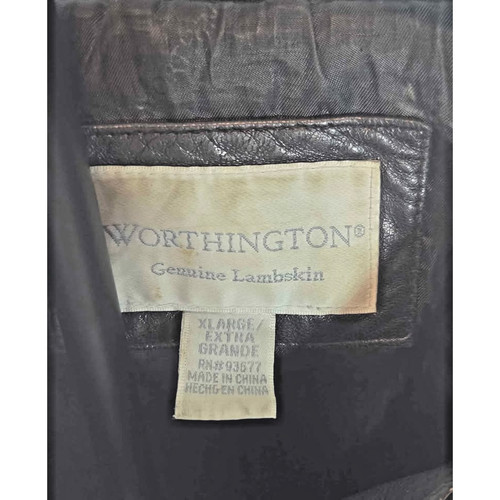 WORTHINGTON®
Genuine Lambskin
XLARGE/
EXTRA
GRANDE
RN# 93677
MADE IN CHINA
HECHO EN CHINA